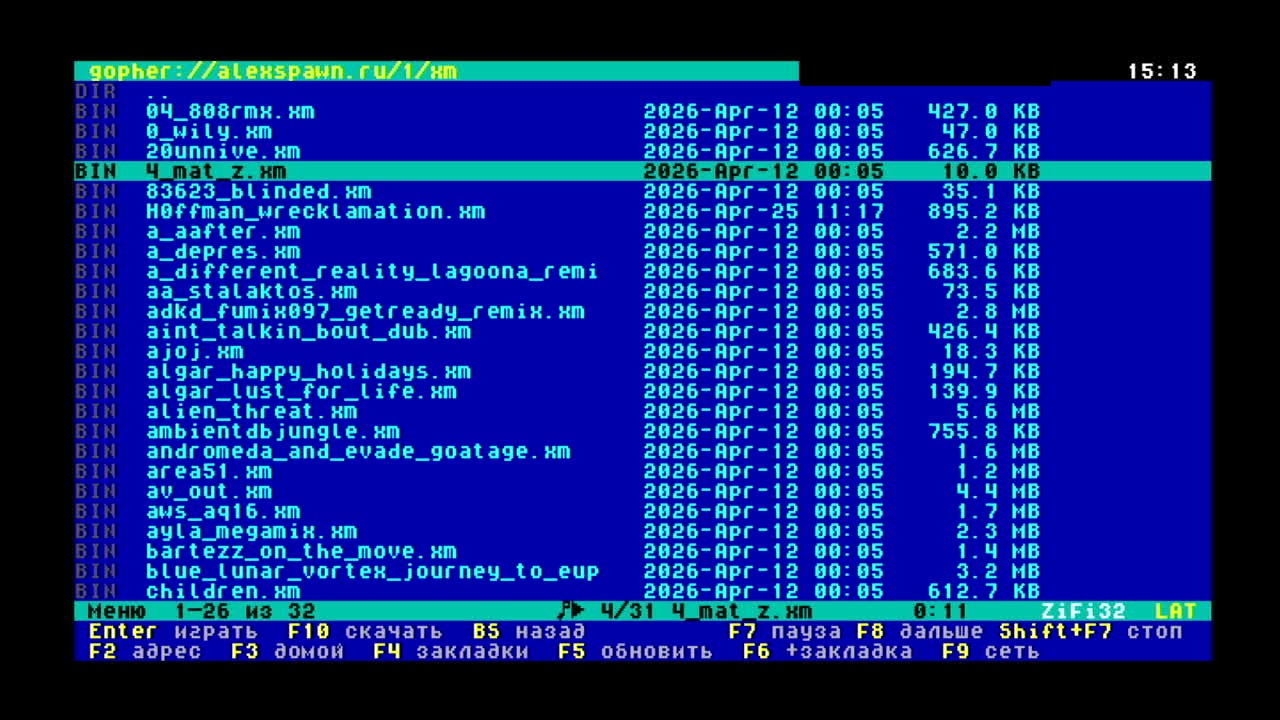 gopher://alexspawn.ru/1/xm 15:13
DIR ..
BIN 04_808rmx.xm 2026-Apr-12 00:05 427.0 KB
BIN 0_wily.xm 2026-Apr-12 00:05 47.0 KB
BIN 20unnive.xm 2026-Apr-12 00:05 626.7 KB
BIN 4_mat_z.xm 2026-Apr-12 00:05 10.0 KB
BIN 83623_blinded.xm 2026-Apr-12 00:05 35.1 KB
BIN H0ffman_wrecklamation.xm 2026-Apr-25 11:17 895.2 KB
BIN a_aafter.xm 2026-Apr-12 00:05 2.2 MB
BIN a_depres.xm 2026-Apr-12 00:05 571.0 KB
BIN a_different_reality_lagoona_remi 2026-Apr-12 00:05 683.6 KB
BIN aa_stalaktos.xm 2026-Apr-12 00:05 73.5 KB
BIN adkd_fumix097_getready_remix.xm 2026-Apr-12 00:05 2.8 MB
BIN aint_talkin_bout_dub.xm 2026-Apr-12 00:05 426.4 KB
BIN ajoj.xm 2026-Apr-12 00:05 18.3 KB
BIN algar_happy_holidays.xm 2026-Apr-12 00:05 194.7 KB
BIN algar_lust_for_life.xm 2026-Apr-12 00:05 139.9 KB
BIN alien_threat.xm 2026-Apr-12 00:05 5.6 MB
BIN ambientdbjungle.xm 2026-Apr-12 00:05 755.8 KB
BIN andromeda_and_evade_goatage.xm 2026-Apr-12 00:05 1.6 MB
BIN area51.xm 2026-Apr-12 00:05 1.2 MB
BIN av_out.xm 2026-Apr-12 00:05 4.4 MB
BIN aws_aq16.xm 2026-Apr-12 00:05 1.7 MB
BIN ayla_megamix.xm 2026-Apr-12 00:05 2.3 MB
BIN bartezz_on_the_move.xm 2026-Apr-12 00:05 1.4 MB
BIN blue_lunar_vortex_journey_to_eup 2026-Apr-12 00:05 3.2 MB
BIN children.xm 2026-Apr-12 00:05 612.7 KB
Меню 1-26 из 32 ♪▶ 4/31 4_mat_z.xm 0:11 ZiFi32 LAT
Enter играть F10 скачать BS назад F7 пауза F8 дальше Shift+F7 стоп
F2 адрес F3 домой F4 закладки F5 обновить F6 +закладка F9 сеть